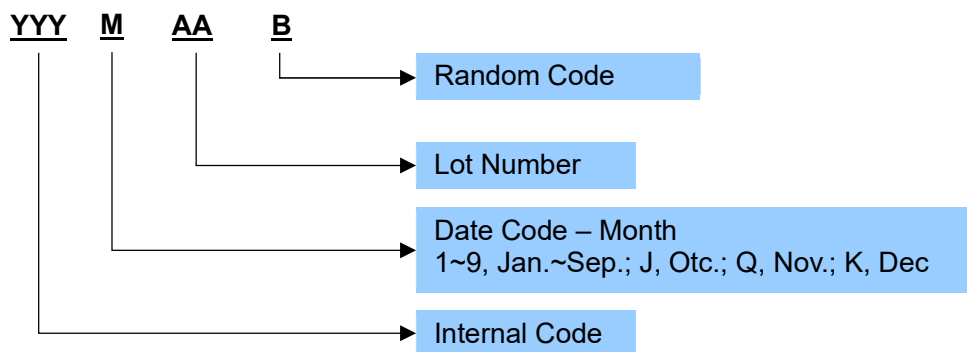 YYY M AA B
Random Code
Lot Number
Date Code – Month
1~9, Jan.~Sep.; J, Otc.; Q, Nov.; K, Dec
Internal Code